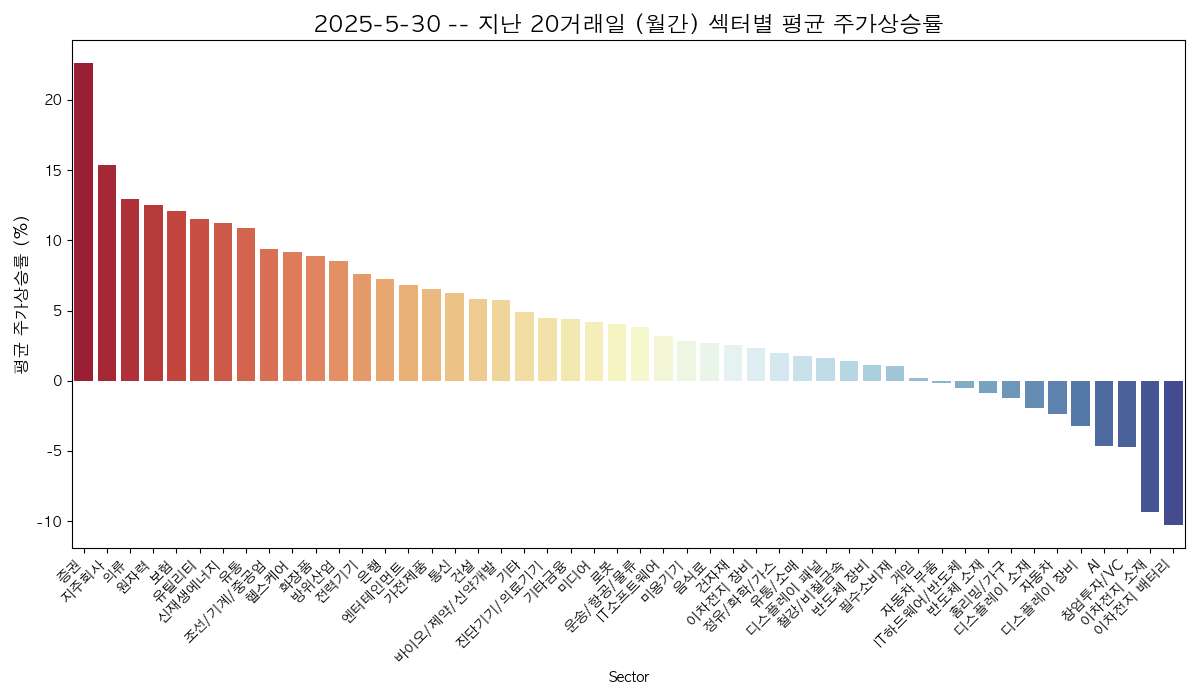 2025-5-30 -- 지난 20거래일 (월간) 섹터별 평균 주가상승률
평균 주가상승률 (%)
20
15
10
5
0
-5
-10
증권
지주회사
의류
원자력
보험
유틸리티
신재생에너지
유통
조선/기계/중공업
헬스케어
화장품
방위산업
전력기기
은행
엔터테인먼트
가전제품
통신
건설
바이오/제약/신약개발
기타
진단기기/의료기기
기타금융
미디어
로봇
운송/항공/물류
IT소프트웨어
미용기기
음식료
건자재
이차전지 장비
정유/화학/가스
유통/소매
디스플레이 패널
철강/비철금속
반도체 장비
필수소비재
게임
자동차 부품
IT하드웨어/반도체
반도체 소재
홈리빙/가구
디스플레이 소재
자동차
디스플레이 장비
AI
창업투자/VC
이차전지 소재
이차전지 배터리
Sector